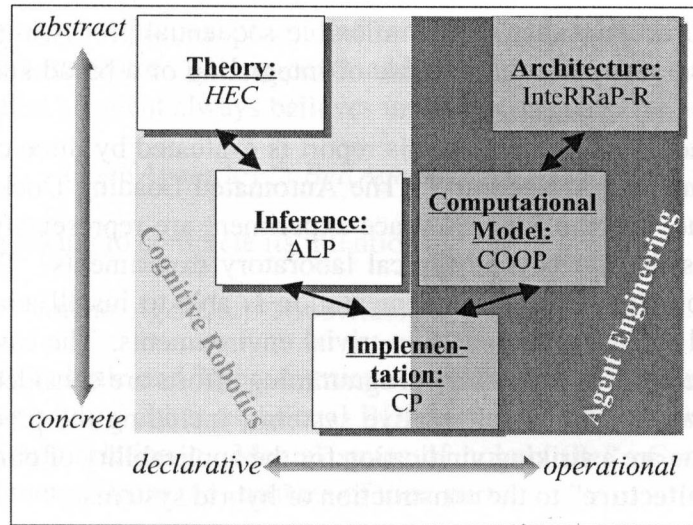 abstract
Theory:
HEC
Architecture:
InteRRaP-R
Inference:
ALP
Computational
Model:
COOP
Cognitive Robotics
Agent Engineering
Implemen-
tation:
CP
concrete
declarative
operational